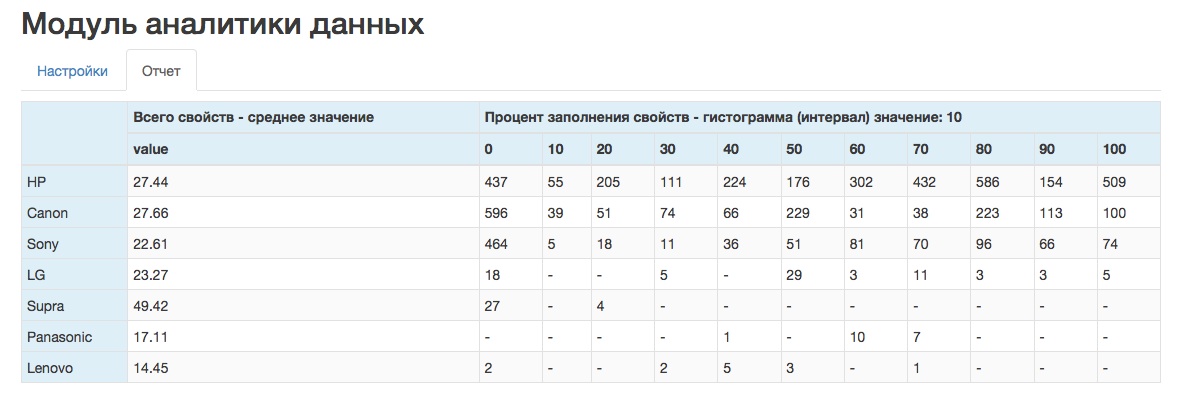 Модуль аналитики данных
Настройки Отчет
Всего свойств - среднее значение Процент заполнения свойств - гистограмма (интервал) значение: 10
value 0 10 20 30 40 50 60 70 80 90 100
HP 27.44 437 55 205 111 224 176 302 432 586 154 509
Canon 27.66 596 39 51 74 66 229 31 38 223 113 100
Sony 22.61 464 5 18 11 36 51 81 70 96 66 74
LG 23.27 18 - - 5 - 29 3 11 3 3 5
Supra 49.42 27 - 4 - - - - - - - -
Panasonic 17.11 - - - - 1 - 10 7 - - -
Lenovo 14.45 2 - - 2 5 3 - 1 - - -